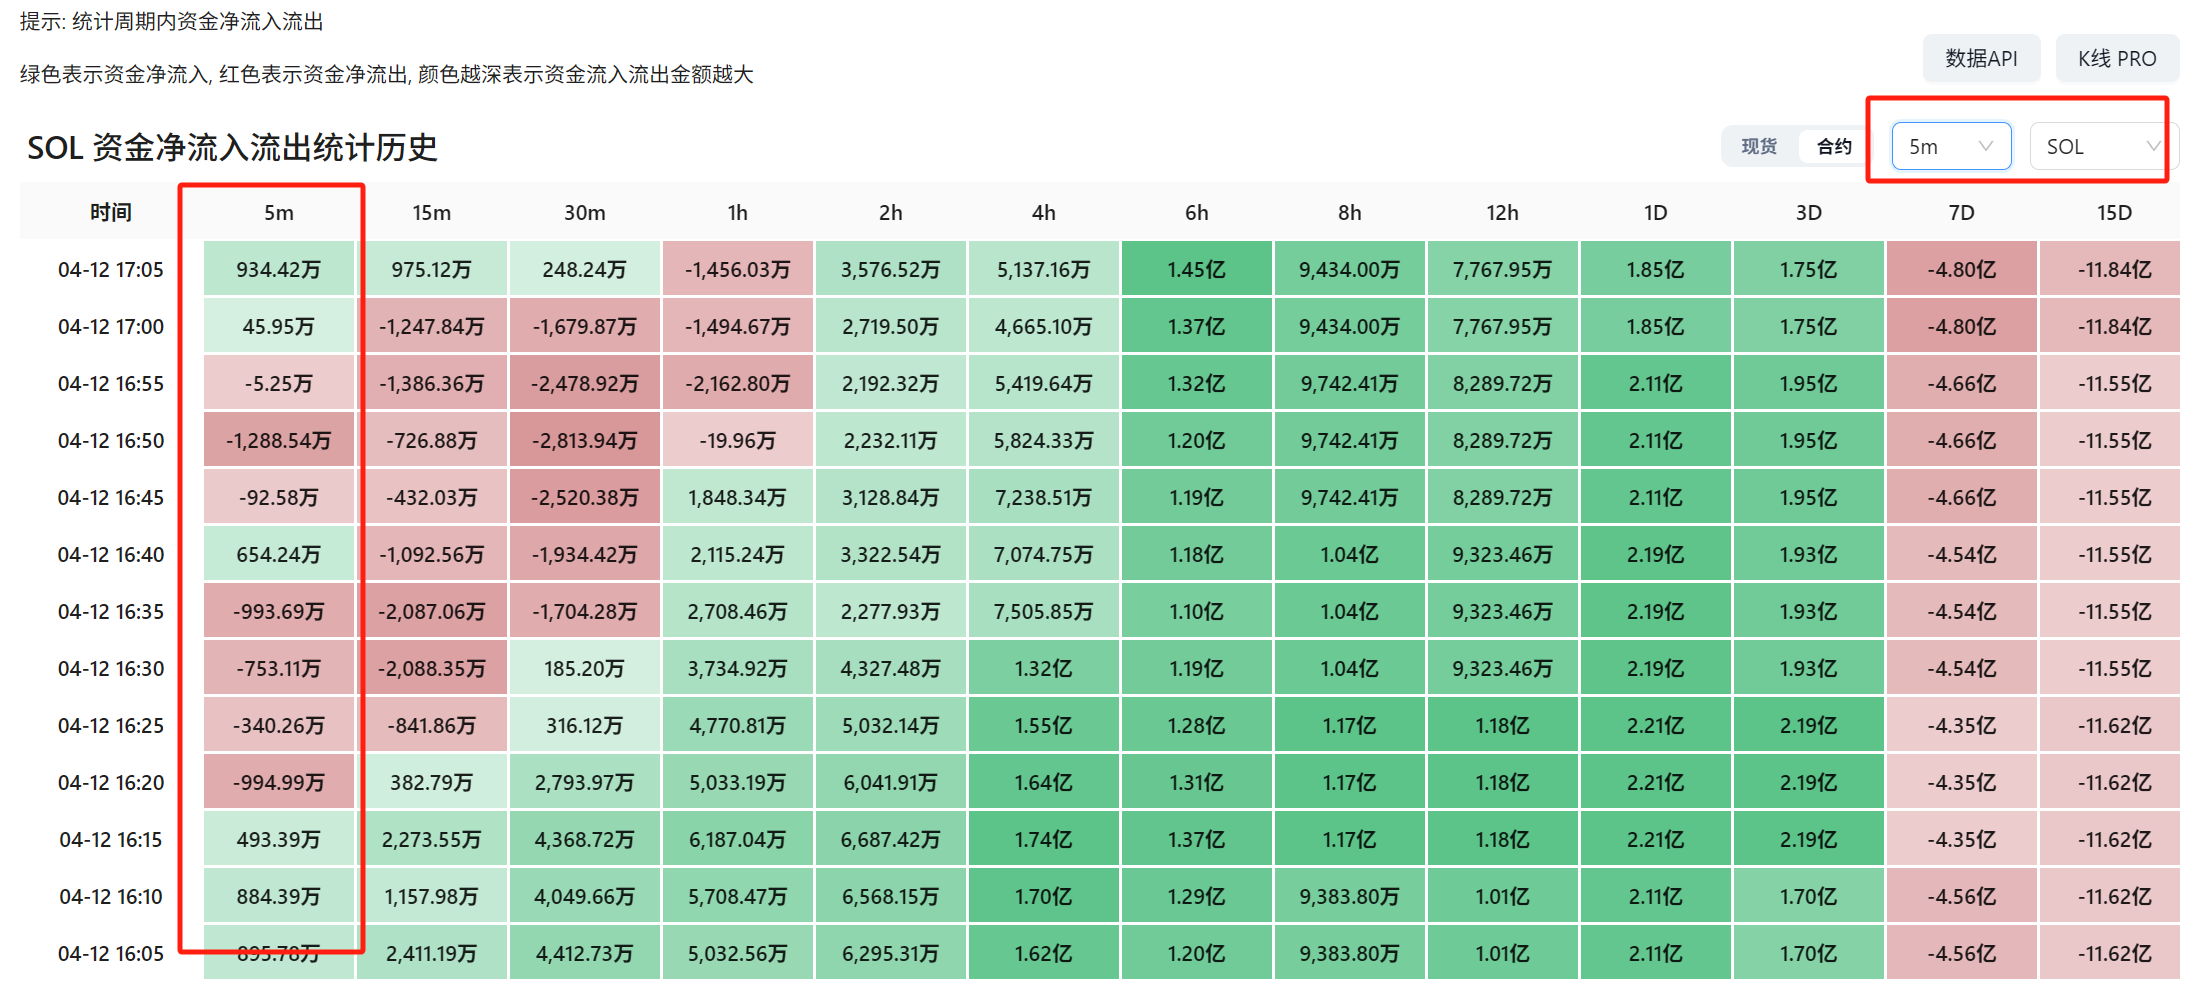 提示: 统计周期内资金净流入流出
绿色表示资金净流入, 红色表示资金净流出, 颜色越深表示资金流入流出金额越大
数据API K线 PRO
SOL 资金净流入流出统计历史
现货 合约 5m SOL
时间 5m 15m 30m 1h 2h 4h 6h 8h 12h 1D 3D 7D 15D
04-12 17:05 934.42万 975.12万 248.24万 -1,456.03万 3,576.52万 5,137.16万 1.45亿 9,434.00万 7,767.95万 1.85亿 1.75亿 -4.80亿 -11.84亿
04-12 17:00 45.95万 -1,247.84万 -1,679.87万 -1,494.67万 2,719.50万 4,665.10万 1.37亿 9,434.00万 7,767.95万 1.85亿 1.75亿 -4.80亿 -11.84亿
04-12 16:55 -5.25万 -1,386.36万 -2,478.92万 -2,162.80万 2,192.32万 5,419.64万 1.32亿 9,742.41万 8,289.72万 2.11亿 1.95亿 -4.66亿 -11.55亿
04-12 16:50 -1,288.54万 -726.88万 -2,813.94万 -19.96万 2,232.11万 5,824.33万 1.20亿 9,742.41万 8,289.72万 2.11亿 1.95亿 -4.66亿 -11.55亿
04-12 16:45 -92.58万 -432.03万 -2,520.38万 1,848.34万 3,128.84万 7,238.51万 1.19亿 9,742.41万 8,289.72万 2.11亿 1.95亿 -4.66亿 -11.55亿
04-12 16:40 654.24万 -1,092.56万 -1,934.42万 2,115.24万 3,322.54万 7,074.75万 1.18亿 1.04亿 9,323.46万 2.19亿 1.93亿 -4.54亿 -11.55亿
04-12 16:35 -993.69万 -2,087.06万 -1,704.28万 2,708.46万 2,277.93万 7,505.85万 1.10亿 1.04亿 9,323.46万 2.19亿 1.93亿 -4.54亿 -11.55亿
04-12 16:30 -753.11万 -2,088.35万 185.20万 3,734.92万 4,327.48万 1.32亿 1.19亿 1.04亿 9,323.46万 2.19亿 1.93亿 -4.54亿 -11.55亿
04-12 16:25 -340.26万 -841.86万 316.12万 4,770.81万 5,032.14万 1.55亿 1.28亿 1.17亿 1.18亿 2.21亿 2.19亿 -4.35亿 -11.62亿
04-12 16:20 -994.99万 382.79万 2,793.97万 5,033.19万 6,041.91万 1.64亿 1.31亿 1.17亿 1.18亿 2.21亿 2.19亿 -4.35亿 -11.62亿
04-12 16:15 493.39万 2,273.55万 4,368.72万 6,187.04万 6,687.42万 1.74亿 1.37亿 1.17亿 1.18亿 2.21亿 2.19亿 -4.35亿 -11.62亿
04-12 16:10 884.39万 1,157.98万 4,049.66万 5,708.47万 6,568.15万 1.70亿 1.29亿 9,383.80万 1.01亿 2.11亿 1.70亿 -4.56亿 -11.62亿
04-12 16:05 895.78万 2,411.19万 4,412.73万 5,032.56万 6,295.31万 1.62亿 1.20亿 9,383.80万 1.01亿 2.11亿 1.70亿 -4.56亿 -11.62亿